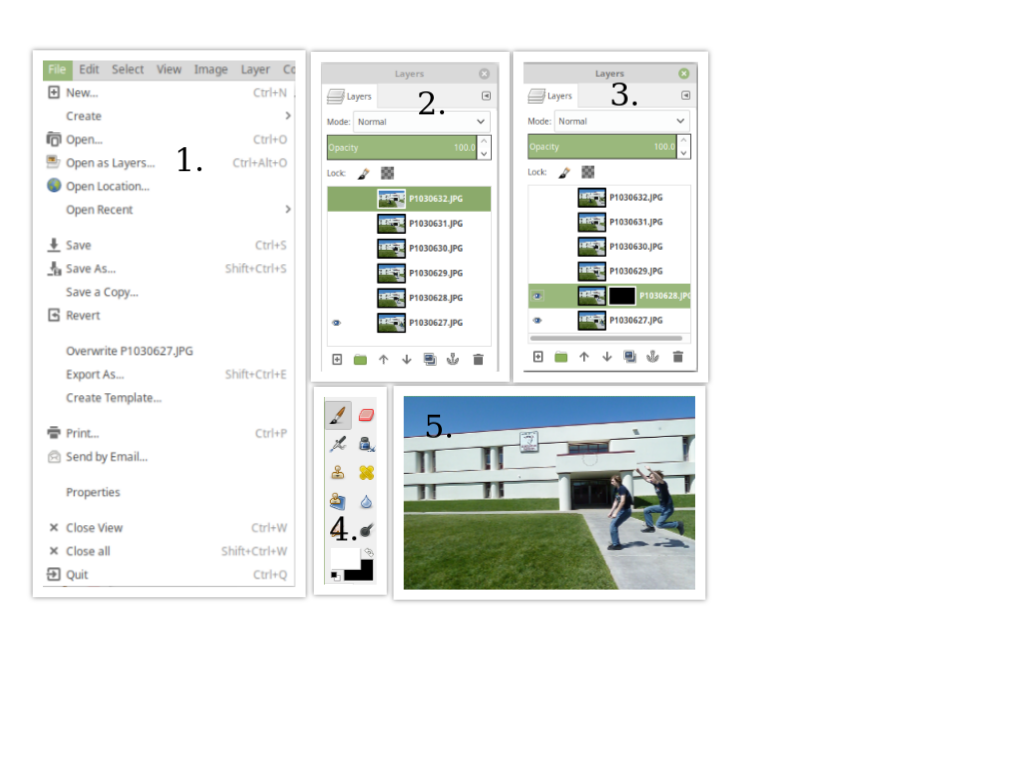 File Edit Select View Image Layer Co
New... Ctrl+N
Create
Open... Ctrl+O
Open as Layers... Ctrl+Alt+O
Open Location...
Open Recent
Save Ctrl+S
Save As... Shift+Ctrl+S
Save a Copy...
Revert
Overwrite P1030627.JPG
Export As... Shift+Ctrl+E
Create Template...
Print... Ctrl+P
Send by Email...
Properties
Close View Ctrl+W
Close all Shift+Ctrl+W
Quit Ctrl+Q
1.
Layers
Layers
2.
Mode: Normal
Opacity 100.0
Lock:
P1030632.JPG
P1030631.JPG
P1030630.JPG
P1030629.JPG
P1030628.JPG
P1030627.JPG
Layers
Layers
3.
Mode: Normal
Opacity 100.0
Lock:
P1030632.JPG
P1030631.JPG
P1030630.JPG
P1030629.JPG
P1030628.JPG
P1030627.JPG
4.
5.